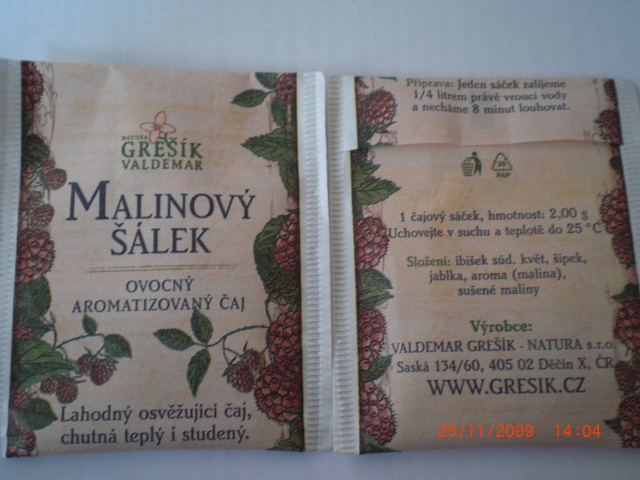 NATURA
GREŠÍK
VALDEMAR
MALINOVÝ
ŠÁLEK
OVOCNÝ
AROMATIZOVANÝ ČAJ
Lahodný osvěžující čaj,
chutná teplý i studený.
Příprava: Jeden sáček zalijeme
1/4 litrem právě vroucí vody
a necháme 8 minut louhovat.
PAP
1 čajový sáček, hmotnost: 2,00 g
Uchovejte v suchu a teplotě do 25°C
Složení: ibišek súd. květ, šípek,
jablka, aroma (malina),
sušené maliny
Výrobce:
VALDEMAR GREŠÍK - NATURA s.r.o.
Saská 134/60, 405 02 Děčín X, ČR
WWW.GRESIK.CZ
25/11/2009 14:04